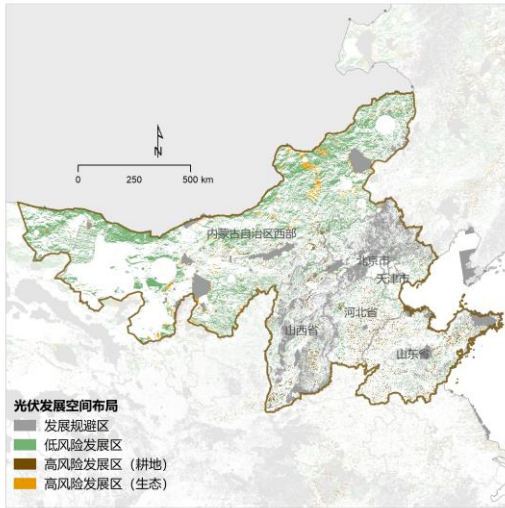 N
0 250 500 km
内蒙古自治区西部
北京市
天津市
河北省
山西省
山东省
光伏发展空间布局
发展规避区
低风险发展区
高风险发展区（耕地）
高风险发展区（生态）